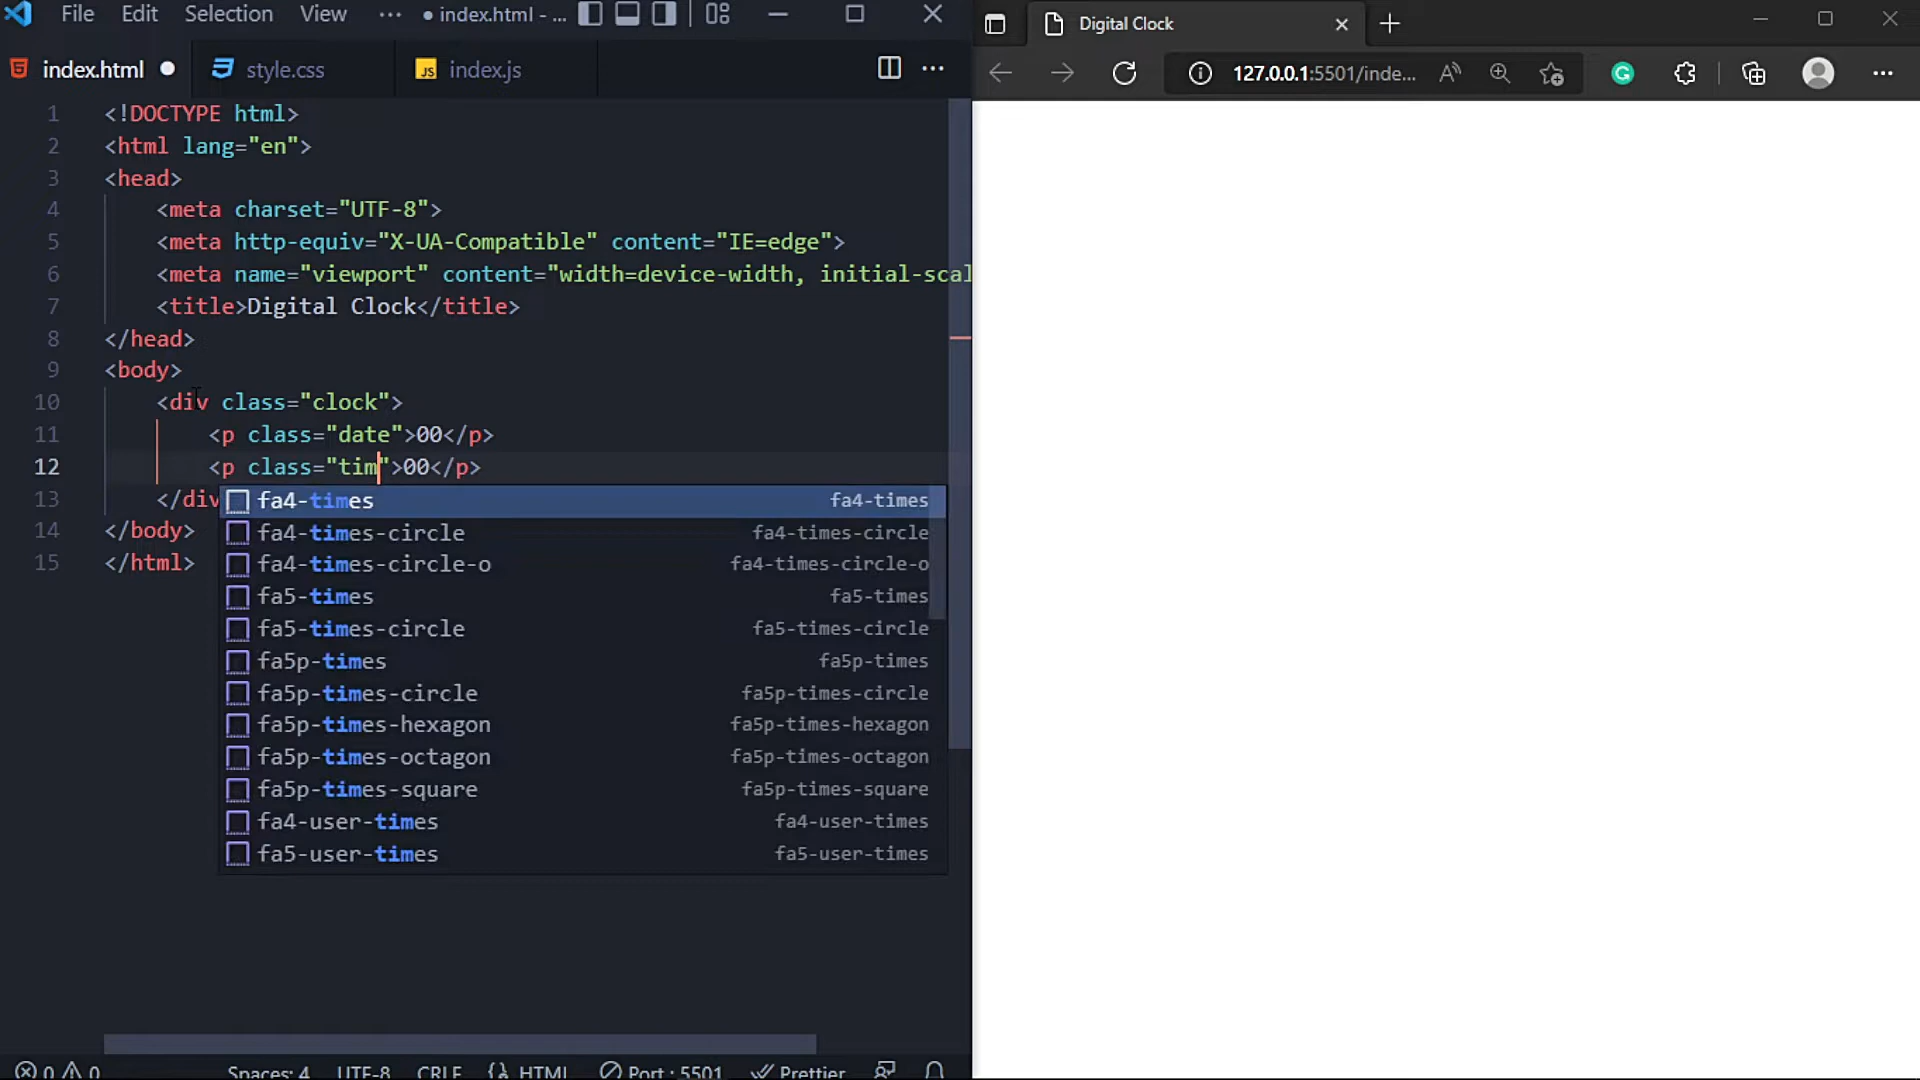 File Edit Selection View ··· ● index.html - ...
index.html ● style.css JS index.js ···
1 <!DOCTYPE html>
2 <html lang="en">
3 <head>
4 <meta charset="UTF-8">
5 <meta http-equiv="X-UA-Compatible" content="IE=edge">
6 <meta name="viewport" content="width=device-width, initial-scal
7 <title>Digital Clock</title>
8 </head>
9 <body>
10 <div class="clock">
11 <p class="date">00</p>
12 <p class="tim">00</p>
13 </div
14 </body>
15 </html>
fa4-times fa4-times
fa4-times-circle fa4-times-circle
fa4-times-circle-o fa4-times-circle-o
fa5-times fa5-times
fa5-times-circle fa5-times-circle
fa5p-times fa5p-times
fa5p-times-circle fa5p-times-circle
fa5p-times-hexagon fa5p-times-hexagon
fa5p-times-octagon fa5p-times-octagon
fa5p-times-square fa5p-times-square
fa4-user-times fa4-user-times
fa5-user-times fa5-user-times
0 0 Spaces: 4 UTF-8 CRLF {} HTML Port : 5501 Prettier
Digital Clock
127.0.0.1:5501/inde... A